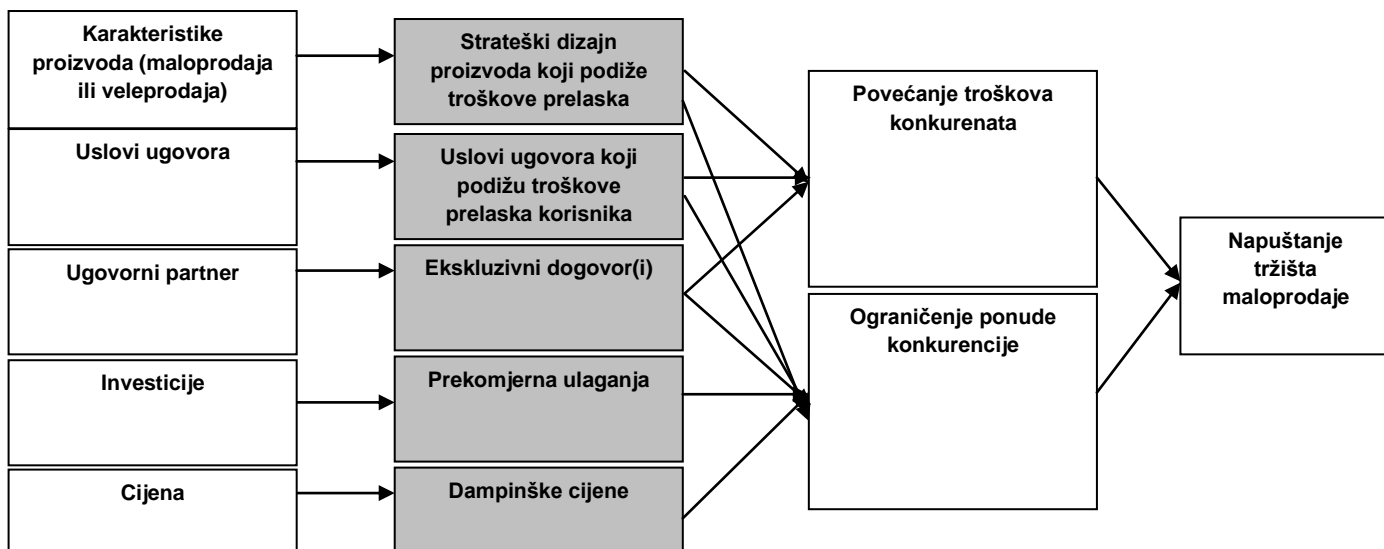 Karakteristike
proizvoda (maloprodaja
ili veleprodaja)
Uslovi ugovora
Ugovorni partner
Investicije
Cijena
Strateški dizajn
proizvoda koji podiže
troškove prelaska
Uslovi ugovora koji
podižu troškove
prelaska korisnika
Ekskluzivni dogovor(i)
Prekomjerna ulaganja
Dampinške cijene
Povećanje troškova
konkurenata
Ograničenje ponude
konkurencije
Napuštanje
tržišta
maloprodaje